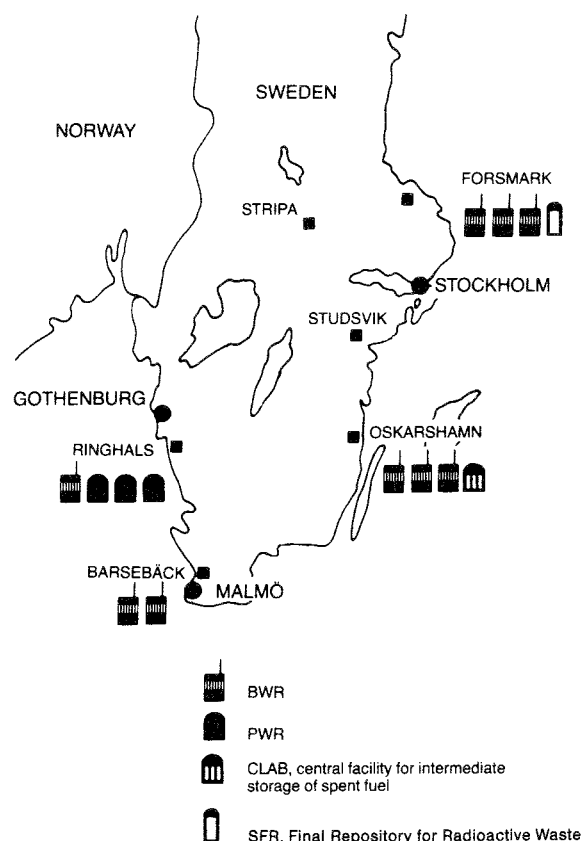 SWEDEN
NORWAY
FORSMARK
STRIPA
STOCKHOLM
STUDSVIK
GOTHENBURG
OSKARSHAMN
RINGHALS
BARSEBÄCK
MALMÖ
BWR
PWR
CLAB, central facility for intermediate
storage of spent fuel
SFR, Final Repository for Radioactive Waste